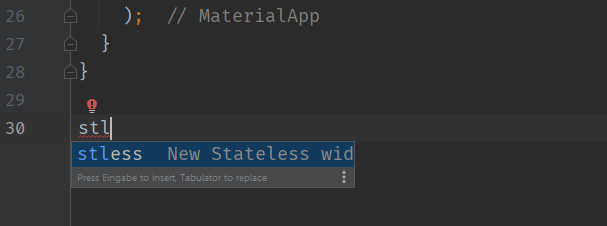 26 ); // MaterialApp
27 }
28 }
29
30 stl
stless New Stateless wid
Press Eingabe to insert, Tabulator to replace